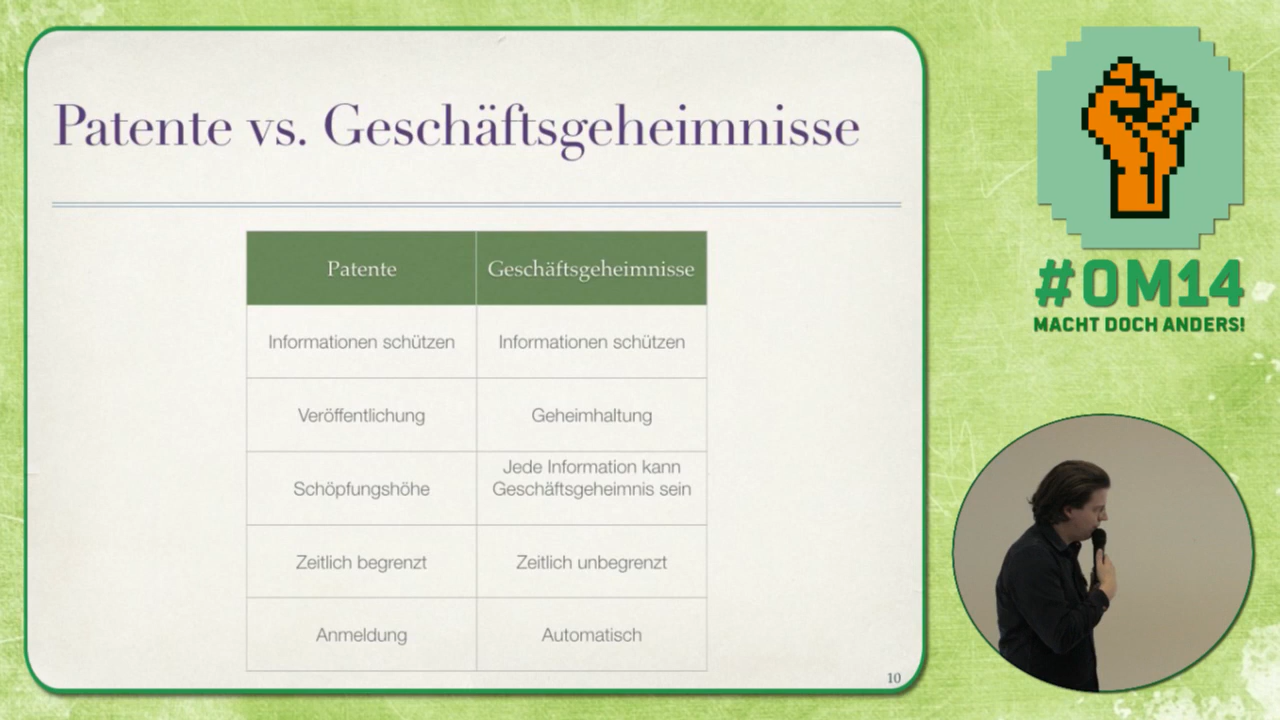 Patente vs. Geschäftsgeheimnisse
Patente
Geschäftsgeheimnisse
Informationen schützen
Informationen schützen
Veröffentlichung
Geheimhaltung
Schöpfungshöhe
Jede Information kann
Geschäftsgeheimnis sein
Zeitlich begrenzt
Zeitlich unbegrenzt
Anmeldung
Automatisch
10
#OM14
MACHT DOCH ANDERS!